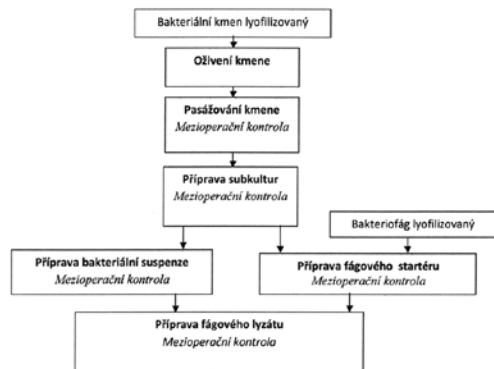 Bakteriální kmen lyofilizovaný
Oživení kmene
Pasážování kmene
Mezioperační kontrola
Příprava subkultur
Mezioperační kontrola
Bakteriofág lyofilizovaný
Příprava bakteriální suspenze
Mezioperační kontrola
Příprava fágového startéru
Mezioperační kontrola
Příprava fágového lyzátu
Mezioperační kontrola